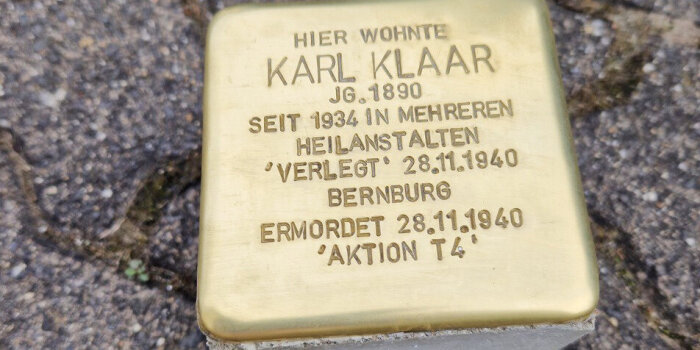 HIER WOHNTE
KARL KLAAR
JG. 1890
SEIT 1934 IN MEHREREN
HEILANSTALTEN
'VERLEGT' 28.11.1940
BERNBURG
ERMORDET 28.11.1940
'AKTION T4'